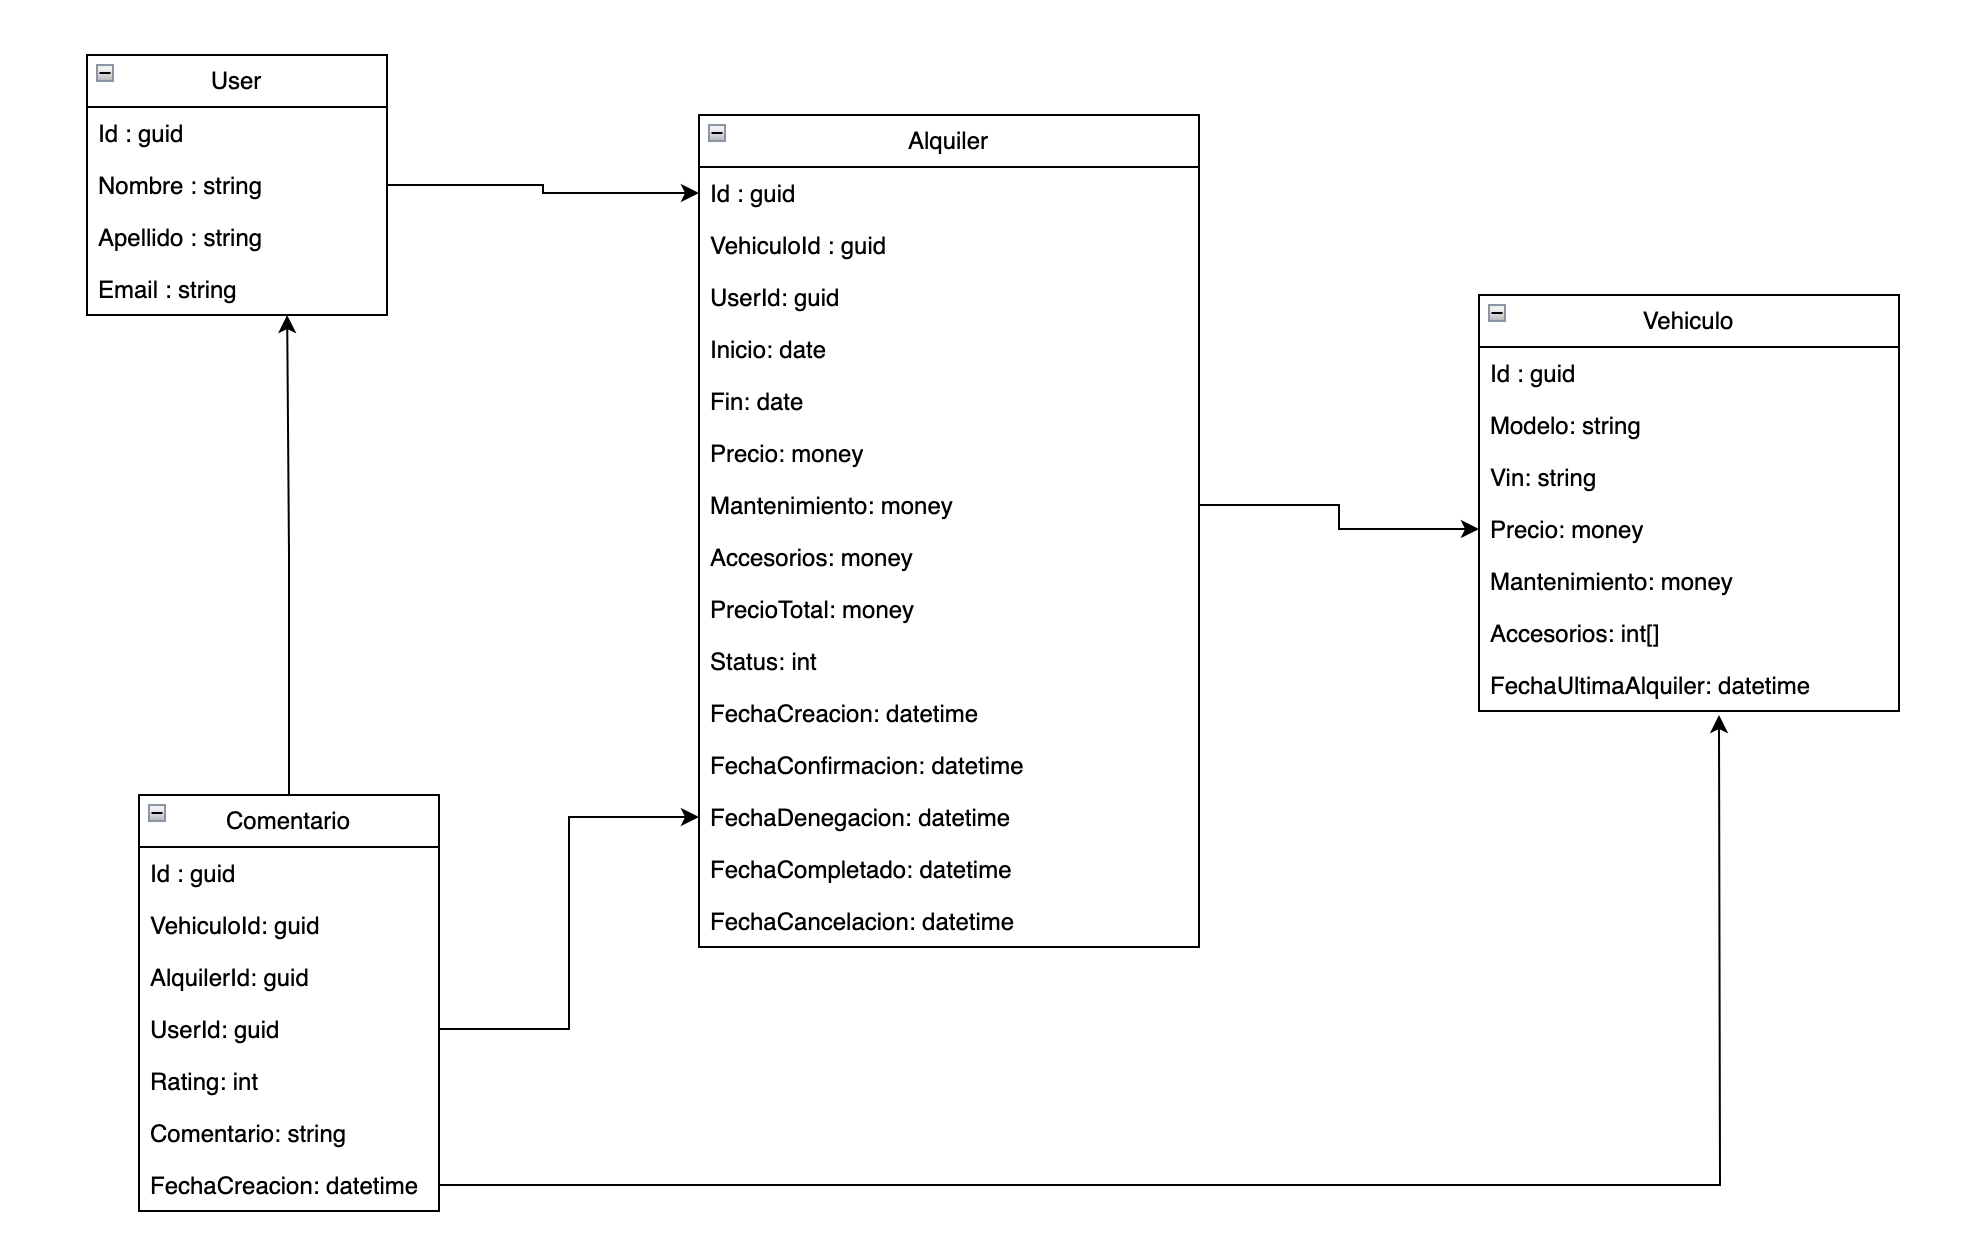 User
Id : guid
Nombre : string
Apellido : string
Email : string
Alquiler
Id : guid
VehiculoId : guid
UserId: guid
Inicio: date
Fin: date
Precio: money
Mantenimiento: money
Accesorios: money
PrecioTotal: money
Status: int
FechaCreacion: datetime
FechaConfirmacion: datetime
FechaDenegacion: datetime
FechaCompletado: datetime
FechaCancelacion: datetime
Vehiculo
Id : guid
Modelo: string
Vin: string
Precio: money
Mantenimiento: money
Accesorios: int[]
FechaUltimaAlquiler: datetime
Comentario
Id : guid
VehiculoId: guid
AlquilerId: guid
UserId: guid
Rating: int
Comentario: string
FechaCreacion: datetime